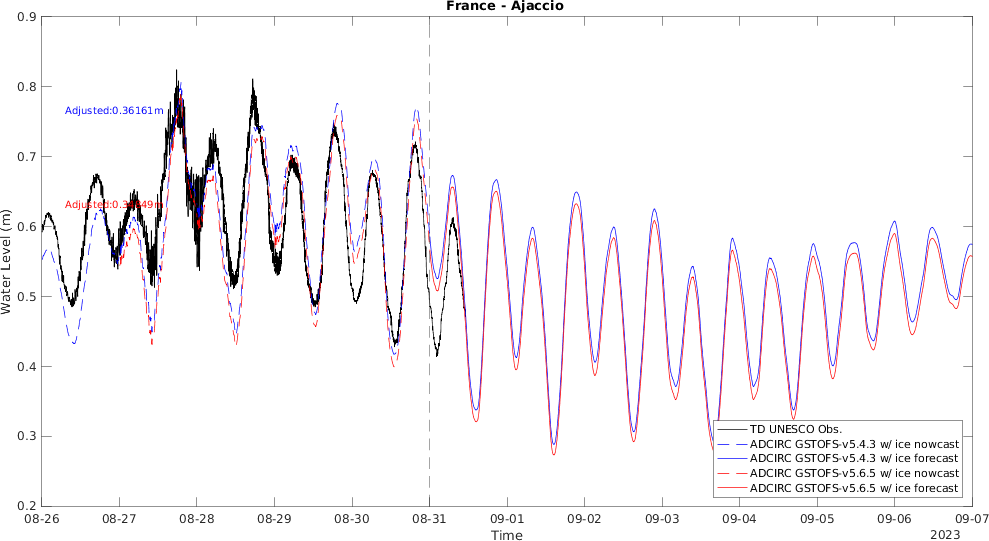 France - Ajaccio
0.9
0.8
0.7
0.6
0.5
0.4
0.3
0.2
Water Level (m)
Adjusted:0.36161m
TD UNESCO Obs.
ADCIRC GSTOFS-v5.4.3 w/ ice nowcast
ADCIRC GSTOFS-v5.4.3 w/ ice forecast
ADCIRC GSTOFS-v5.6.5 w/ ice nowcast
ADCIRC GSTOFS-v5.6.5 w/ ice forecast
08-26 08-27 08-28 08-29 08-30 08-31 09-01 09-02 09-03 09-04 09-05 09-06 09-07
Time
2023